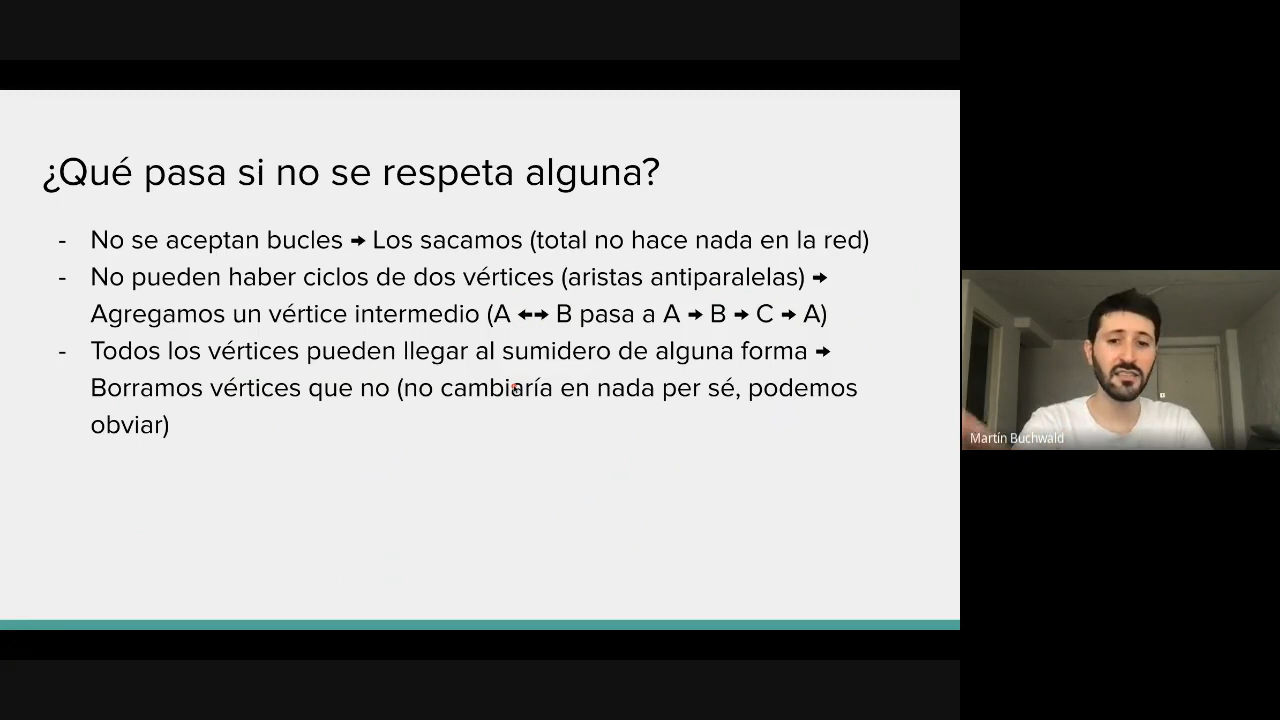 ¿Qué pasa si no se respeta alguna?
- No se aceptan bucles → Los sacamos (total no hace nada en la red)
- No pueden haber ciclos de dos vértices (aristas antiparalelas) →
Agregamos un vértice intermedio (A ↔ B pasa a A → B → C → A)
- Todos los vértices pueden llegar al sumidero de alguna forma →
Borramos vértices que no (no cambiaría en nada per sé, podemos
obviar)
Martín Buchwald